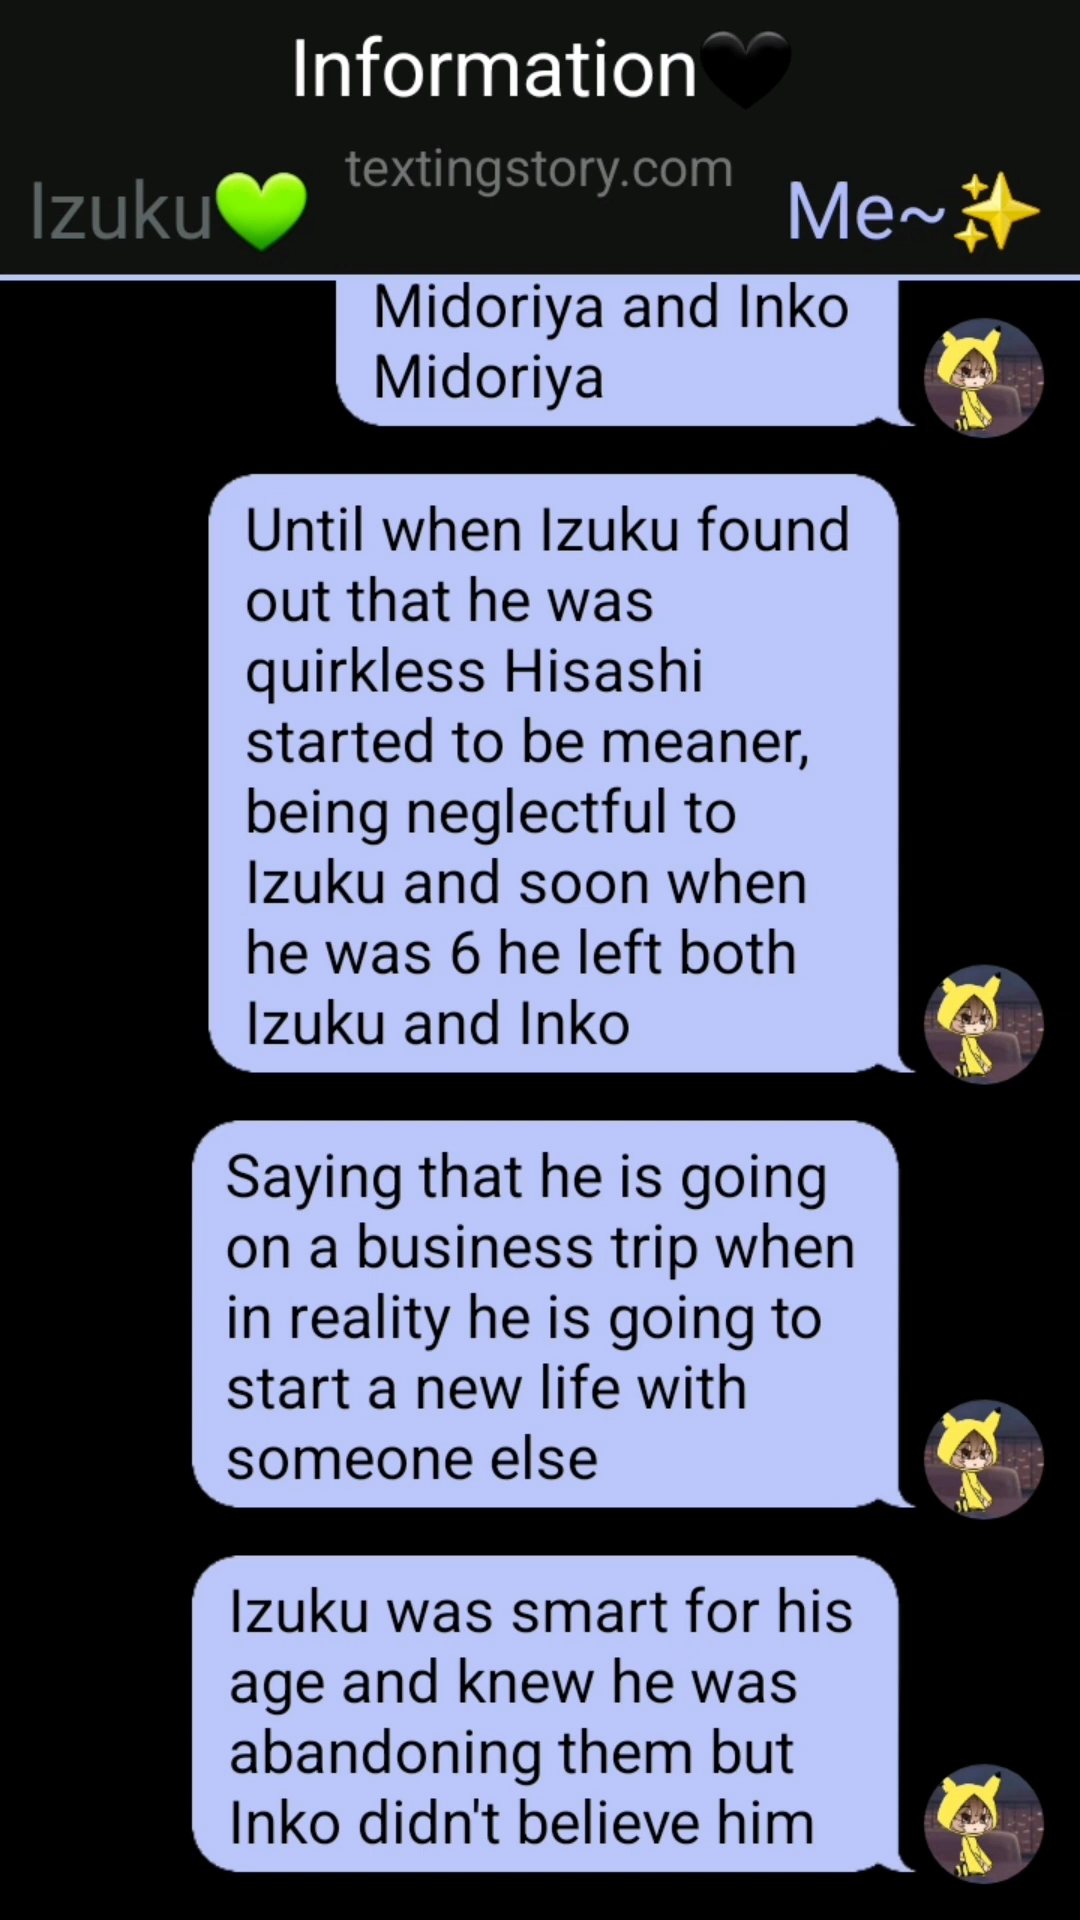 Information🖤
textingstory.com
Izuku💚
Me~✨
Midoriya and Inko
Midoriya
Until when Izuku found
out that he was
quirkless Hisashi
started to be meaner,
being neglectful to
Izuku and soon when
he was 6 he left both
Izuku and Inko
Saying that he is going
on a business trip when
in reality he is going to
start a new life with
someone else
Izuku was smart for his
age and knew he was
abandoning them but
Inko didn't believe him